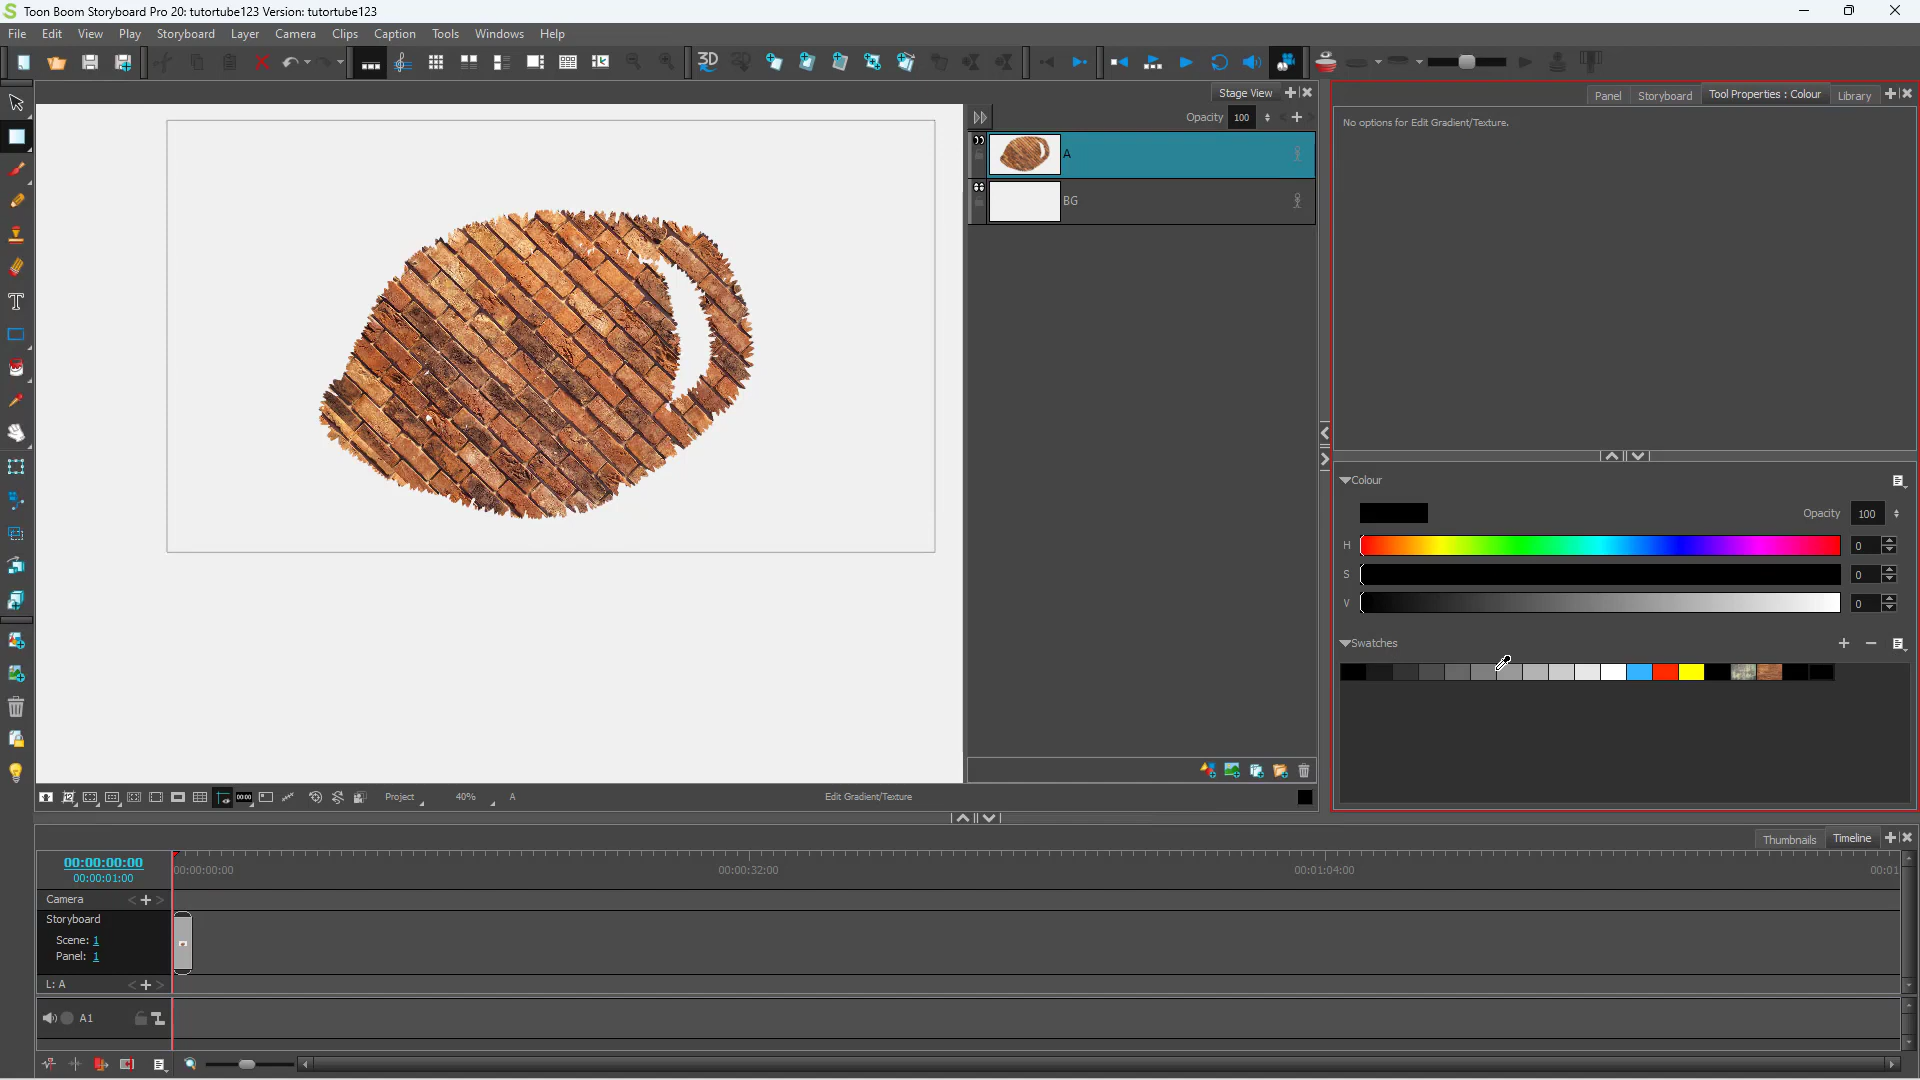 Toon Boom Storyboard Pro 20: tutortube123 Version: tutortube123
File Edit View Play Storyboard Layer Camera Clips Caption Tools Windows Help
3D
Stage View
Panel Storyboard Tool Properties : Colour Library
Opacity 100
No options for Edit Gradient/Texture.
A
BG
Colour
Opacity 100
H 0
S 0
V 0
Swatches
Project 40% A Edit Gradient/Texture
Thumbnails Timeline
00:00:00:00
00:00:01:00
00:00:00:00 00:00:32:00 00:01:04:00 00:01
Camera
Storyboard
Scene: 1
Panel: 1
L: A
A1